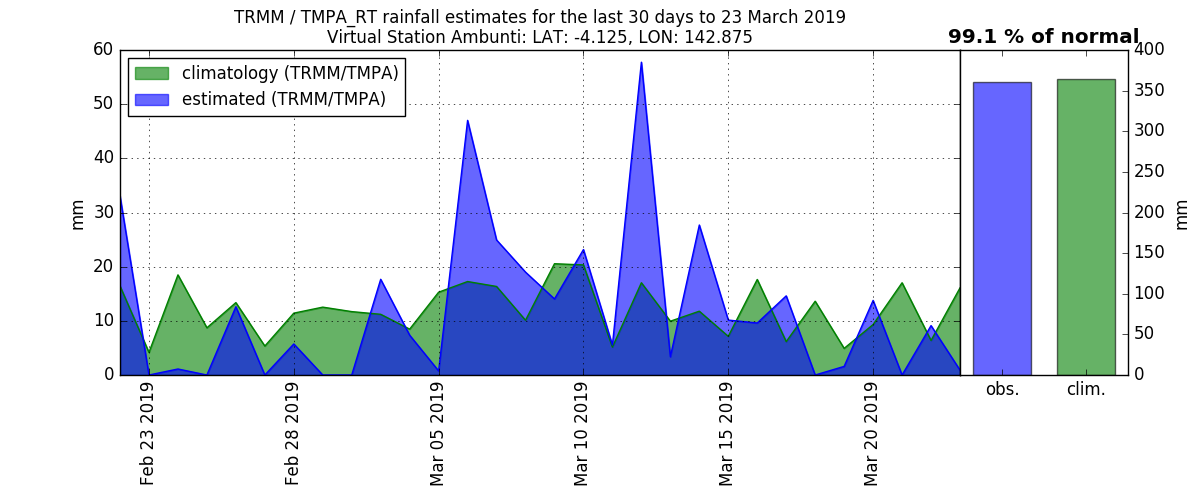 TRMM / TMPA_RT rainfall estimates for the last 30 days to 23 March 2019
Virtual Station Ambunti: LAT: -4.125, LON: 142.875
99.1 % of normal
climatology (TRMM/TMPA)
estimated (TRMM/TMPA)
60
50
40
30
20
10
0
mm
Feb 23 2019
Feb 28 2019
Mar 05 2019
Mar 10 2019
Mar 15 2019
Mar 20 2019
obs.
clim.
400
350
300
250
200
150
100
50
0
mm